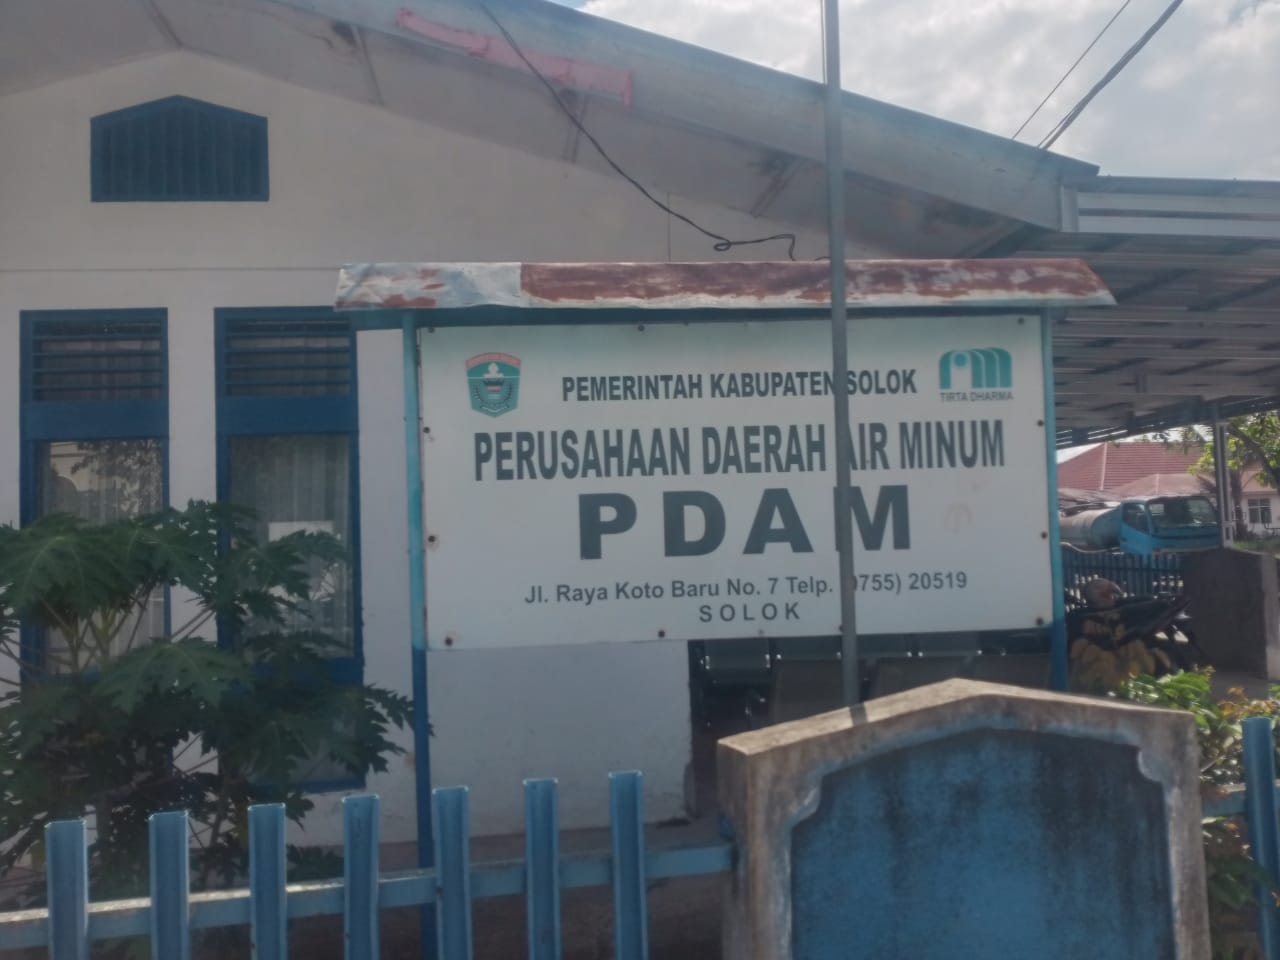 PEMERINTAH KABUPATEN SOLOK
TIRTA DHARMA
PERUSAHAAN DAERAH AIR MINUM
PDAM
Jl. Raya Koto Baru No. 7 Telp. (0755) 20519
SOLOK